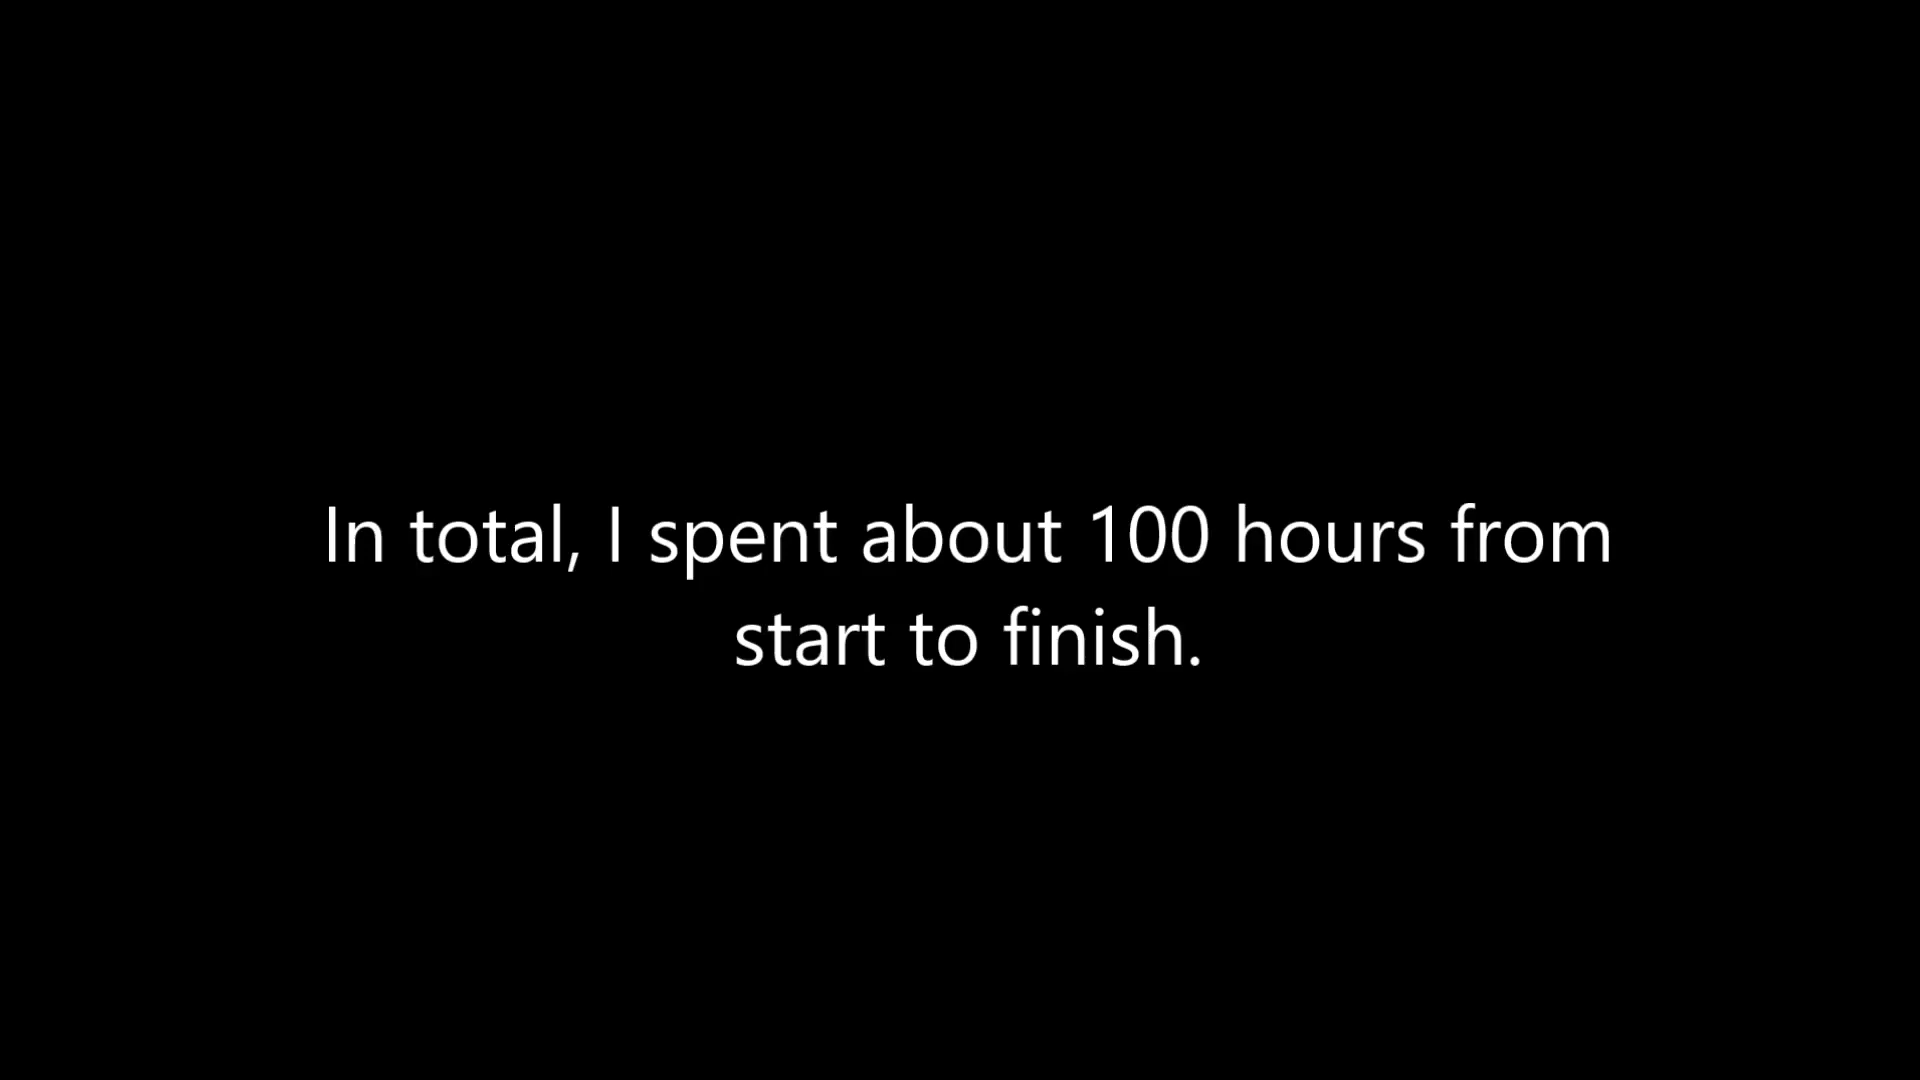 In total, I spent about 100 hours from
start to finish.